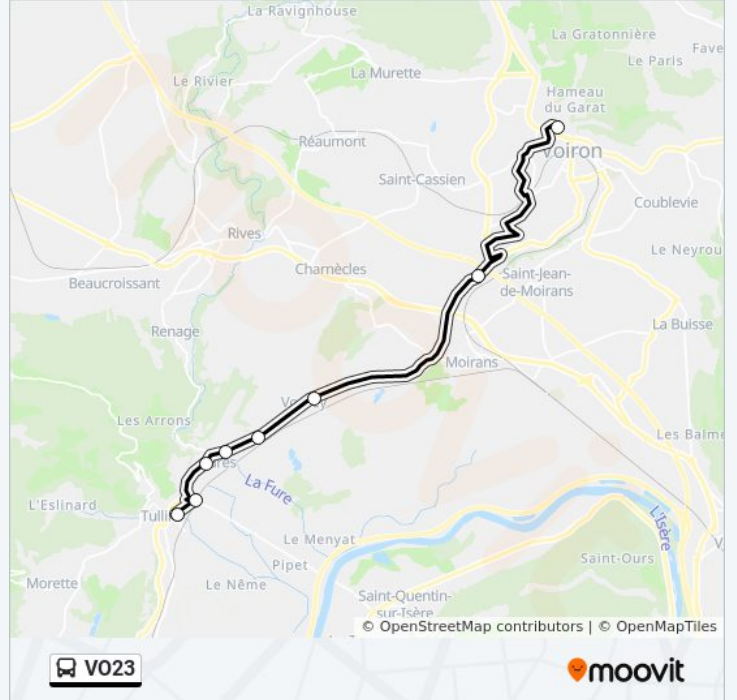 La Ravignhouse
La Gratonnière
Fave
Le Paris
La Murette
Le Rivier
Hameau
du Garat
Réaumont
Voiron
Saint-Cassien
Coublevie
Rives
Le Neyrou
Charnècles
Saint-Jean-
de-Moirans
Beaucroissant
La Buisse
Renage
Moirans
Les Arrons
Les Balme
La Fure
L'Eslinard
Tulli
L'Isère
Le Menyat
Saint-Ours
Pipet
Morette
Le Nême
Saint-Quentin-
sur-Isère
© OpenStreetMap contributors | © OpenMapTiles
VO23
moovit